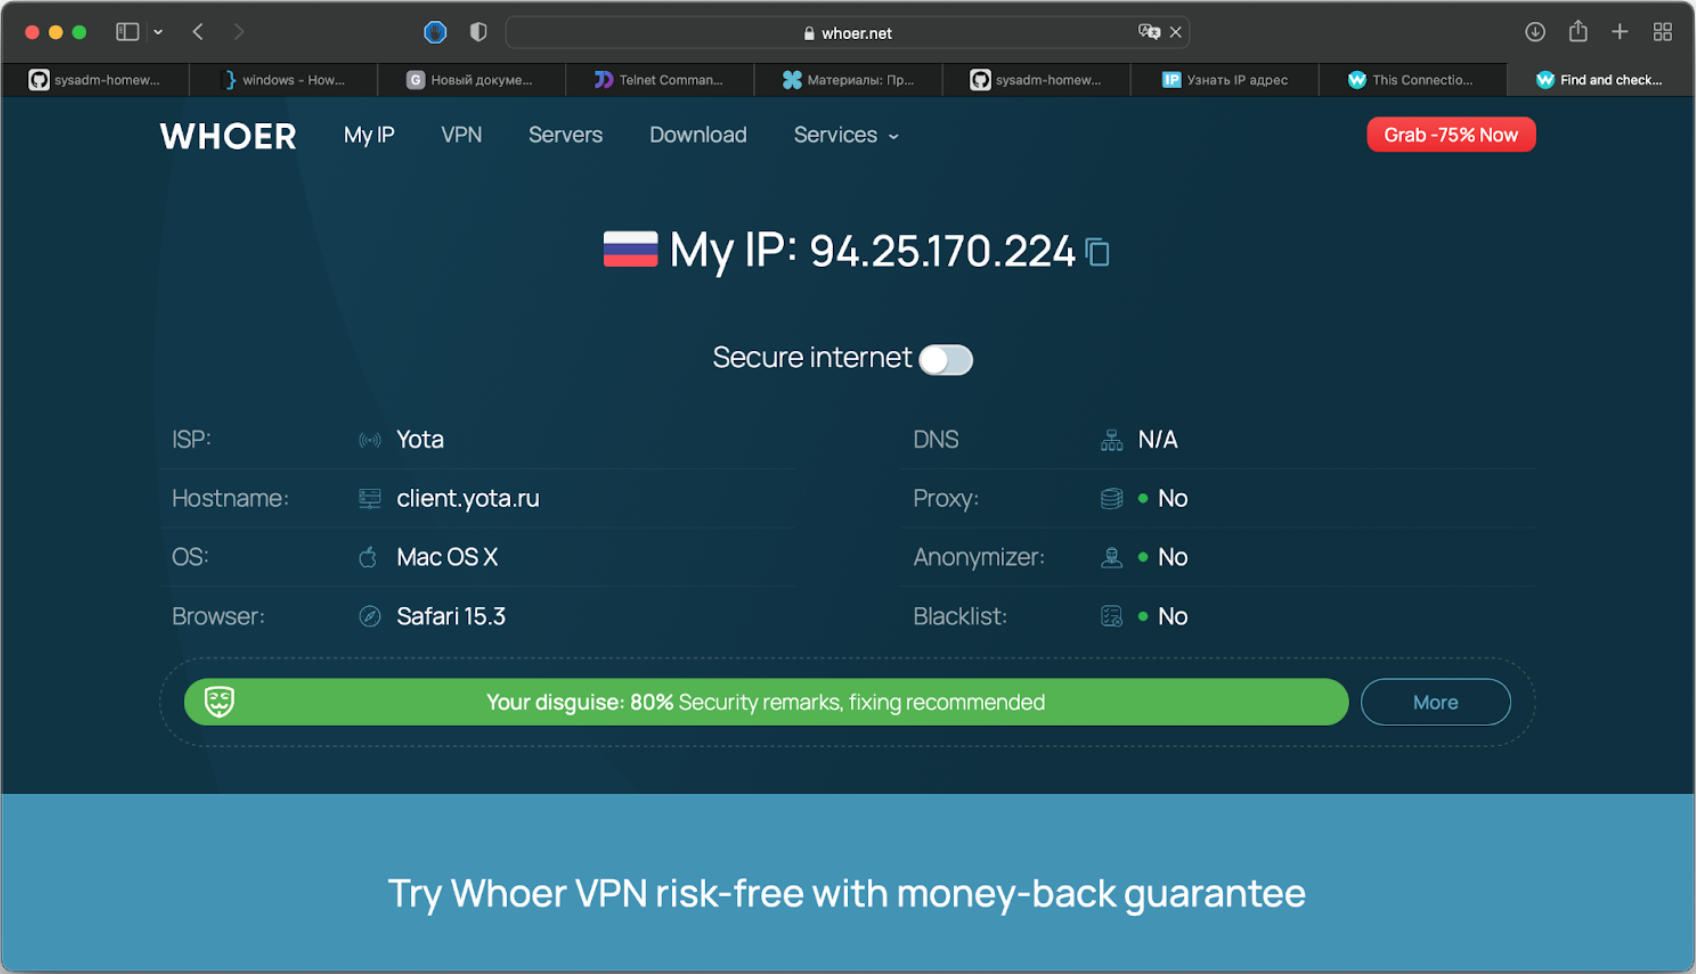 whoer.net
sysadm-homew...
windows - How...
Новый докуме...
Telnet Comman...
Материалы: Пр...
sysadm-homew...
IP
Узнать IP адрес
This Connectio...
Find and check...
WHOER
My IP
VPN
Servers
Download
Services
Grab -75% Now
My IP: 94.25.170.224
Secure internet
ISP: Yota
DNS N/A
Hostname: client.yota.ru
Proxy: No
OS: Mac OS X
Anonymizer: No
Browser: Safari 15.3
Blacklist: No
Your disguise: 80% Security remarks, fixing recommended
More
Try Whoer VPN risk-free with money-back guarantee